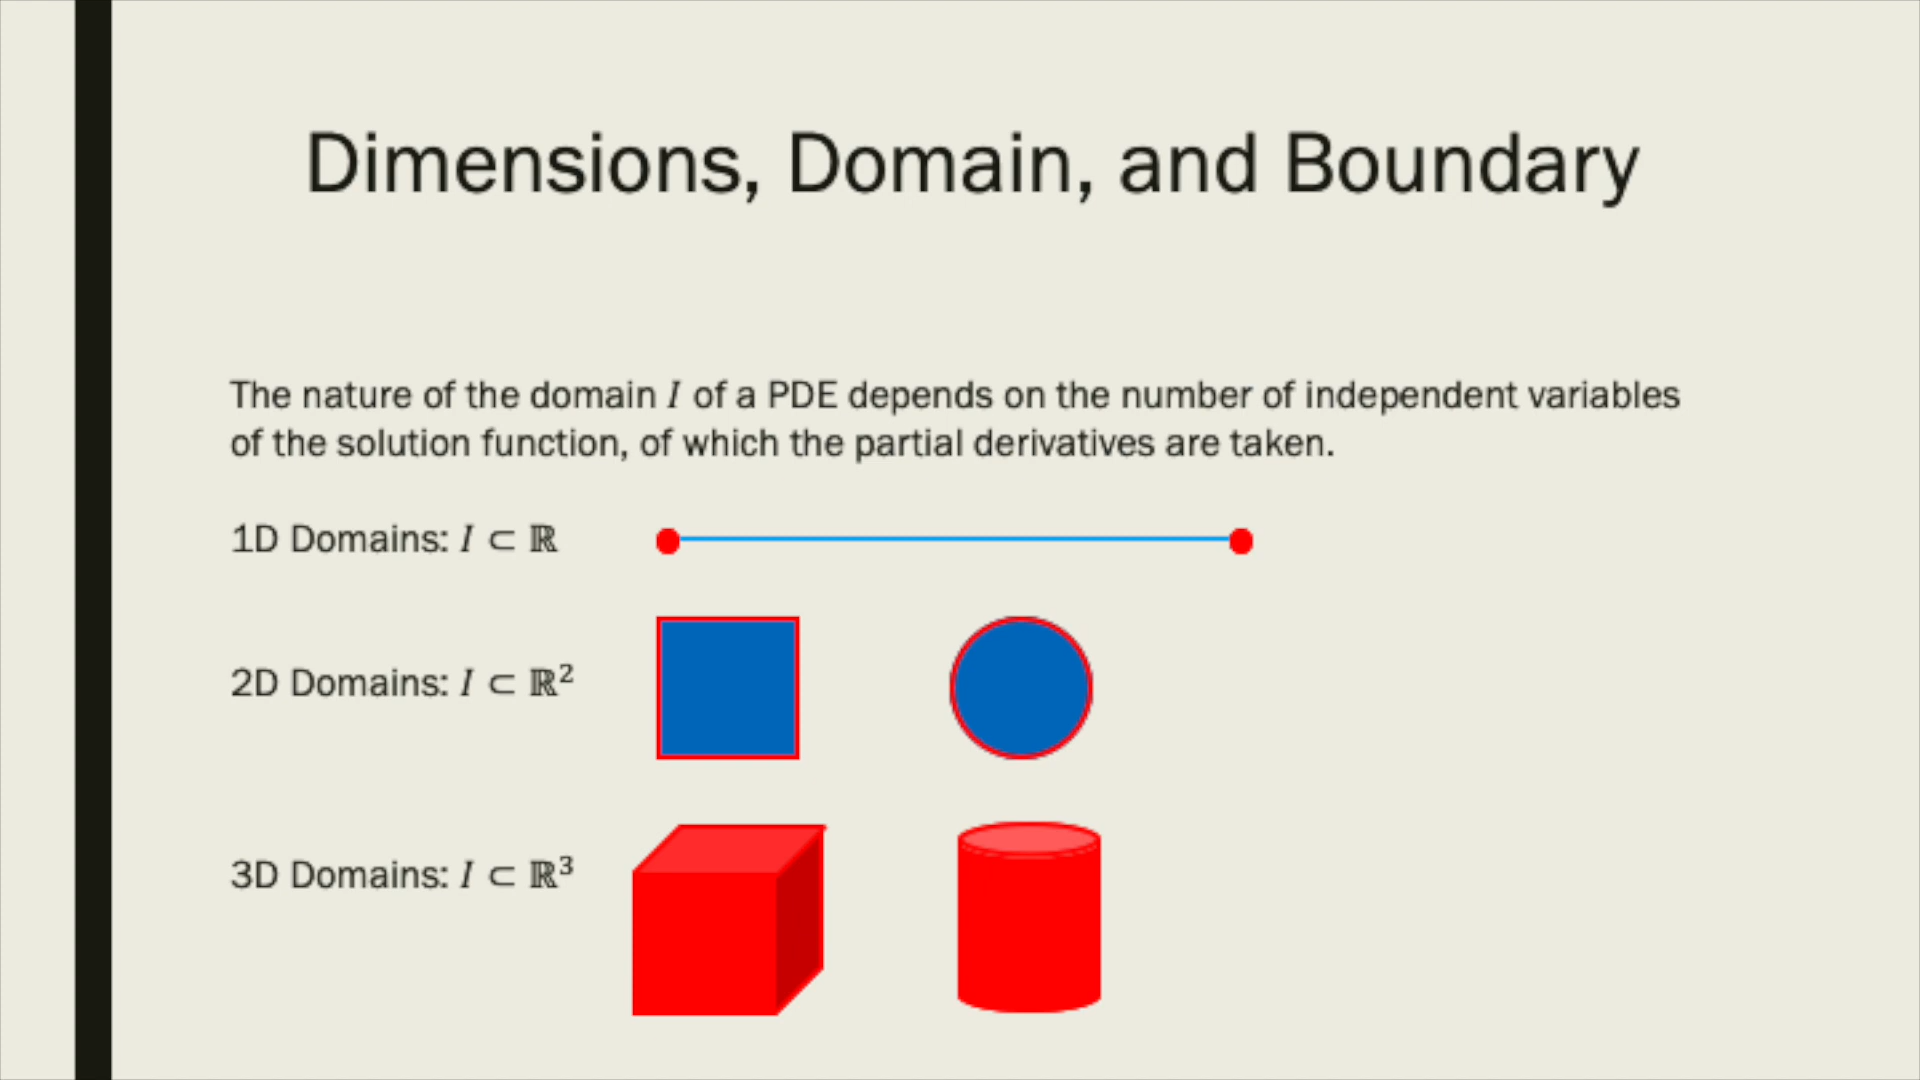 Dimensions, Domain, and Boundary
The nature of the domain I of a PDE depends on the number of independent variables
of the solution function, of which the partial derivatives are taken.
1D Domains: I ⊂ ℝ
2D Domains: I ⊂ ℝ²
3D Domains: I ⊂ ℝ³